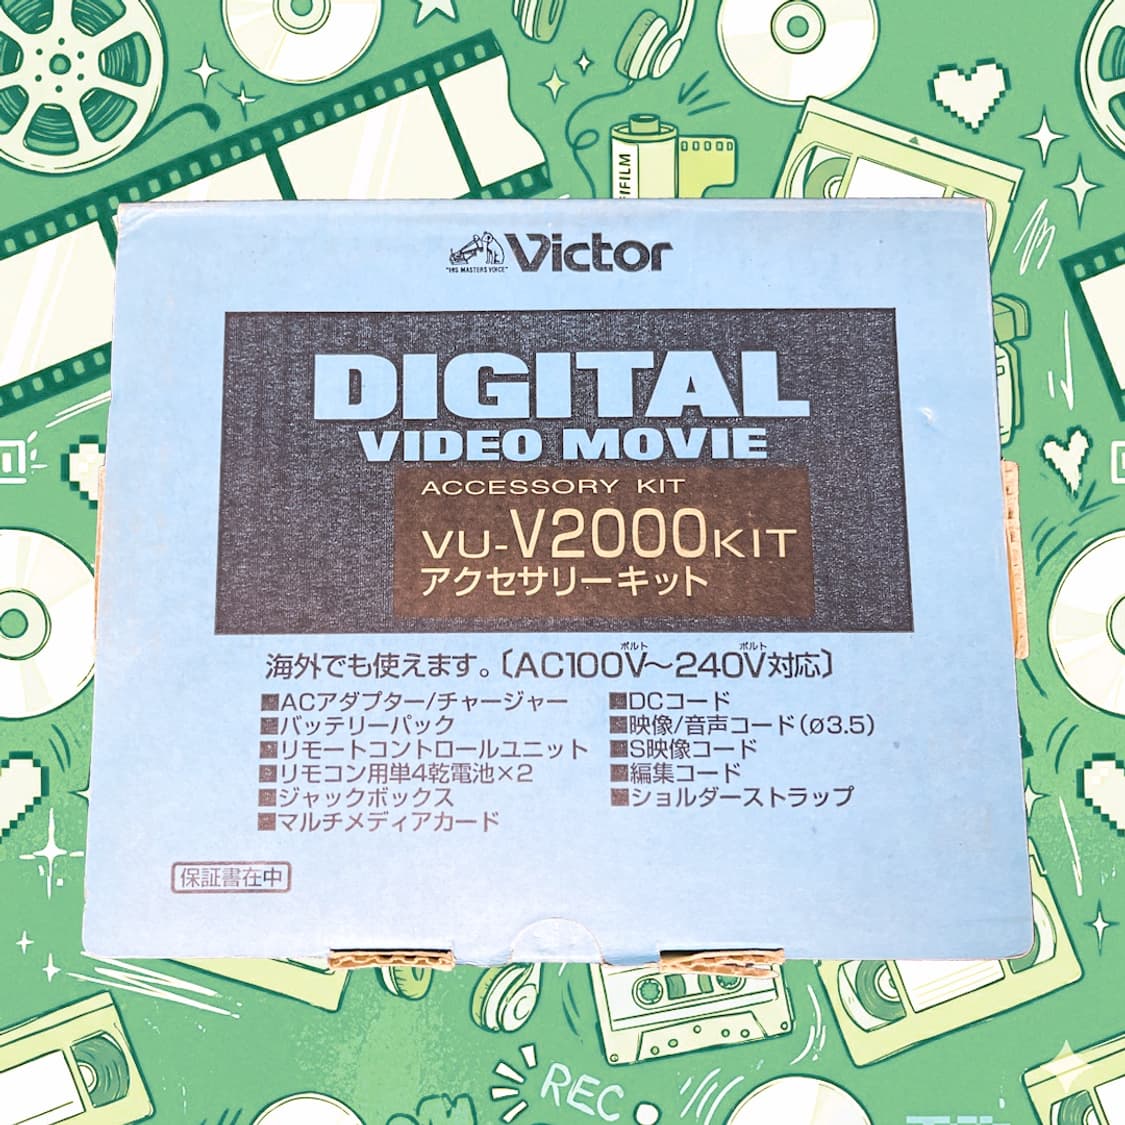 FIFILM
"HIS MASTERS VOICE"
Victor
DIGITAL
VIDEO MOVIE
ACCESSORY KIT
VU-V2000KIT
アクセサリーキット
ボルト ボルト
海外でも使えます。〔AC100V〜240V対応〕
■ACアダプター/チャージャー
■バッテリーパック
■リモートコントロールユニット
■リモコン用単4乾電池×2
■ジャックボックス
■マルチメディアカード
■DCコード
■映像/音声コード(ø3.5)
■S映像コード
■編集コード
■ショルダーストラップ
保証書在中
REC